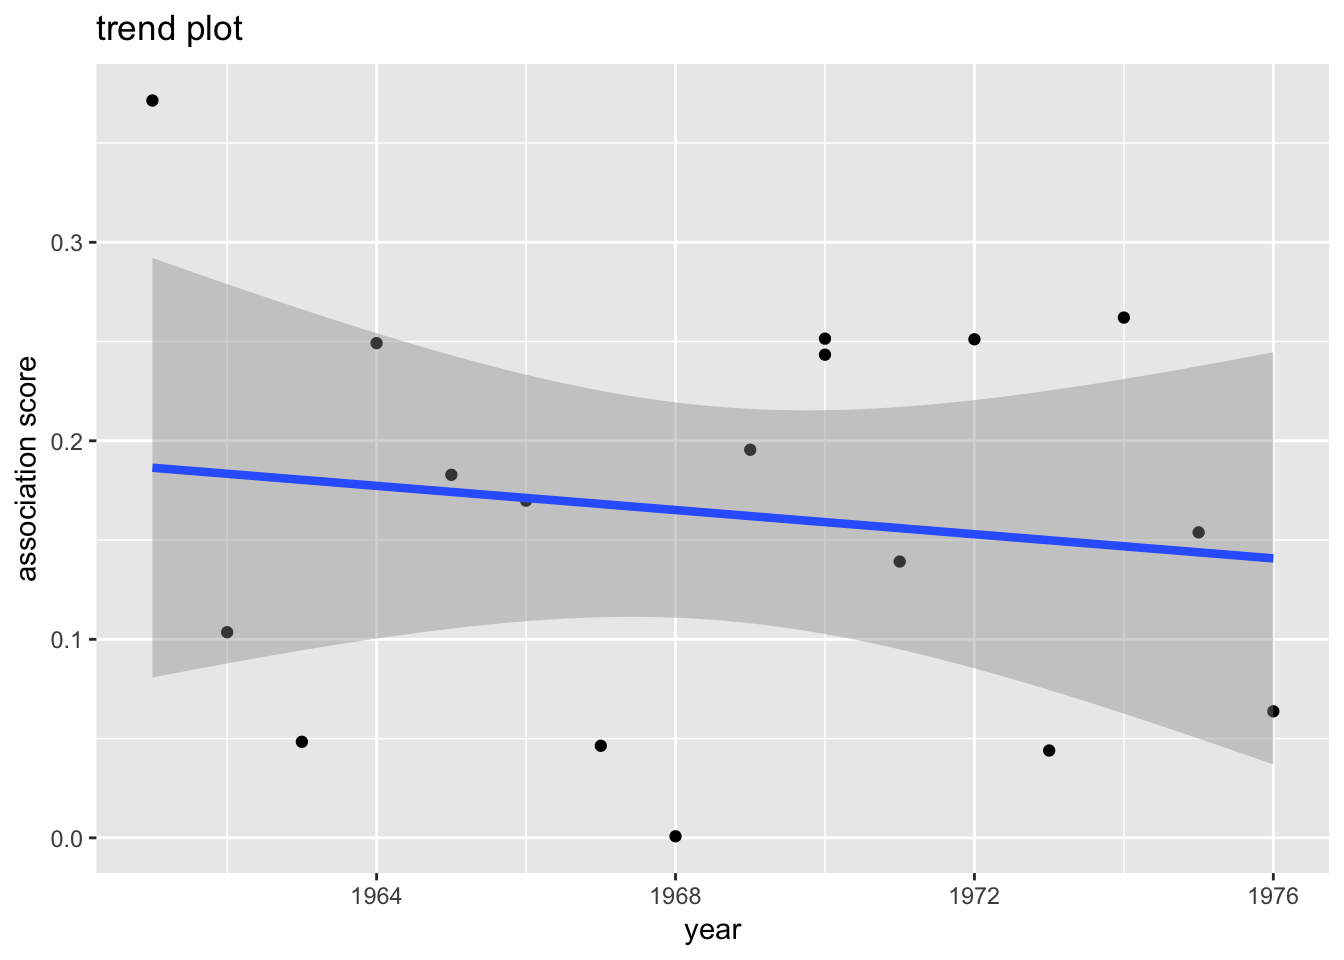 trend plot
association score
0.3
0.2
0.1
0.0
1964 1968 1972 1976
year